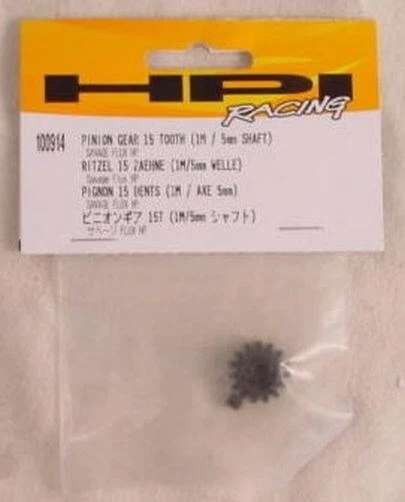 HPI
RACING
100914 PINION GEAR 15 TOOTH (1M / 5mm SHAFT)
SAVAGE FLUX HP
RITZEL 15 ZAEHNE (1M/5mm WELLE)
Savage Flux HP
PIGNON 15 DENTS (1M / AXE 5mm)
SAVAGE FLUX HP
ピニオンギア 15T (1M/5mm シャフト)
サベージ FLUX HP